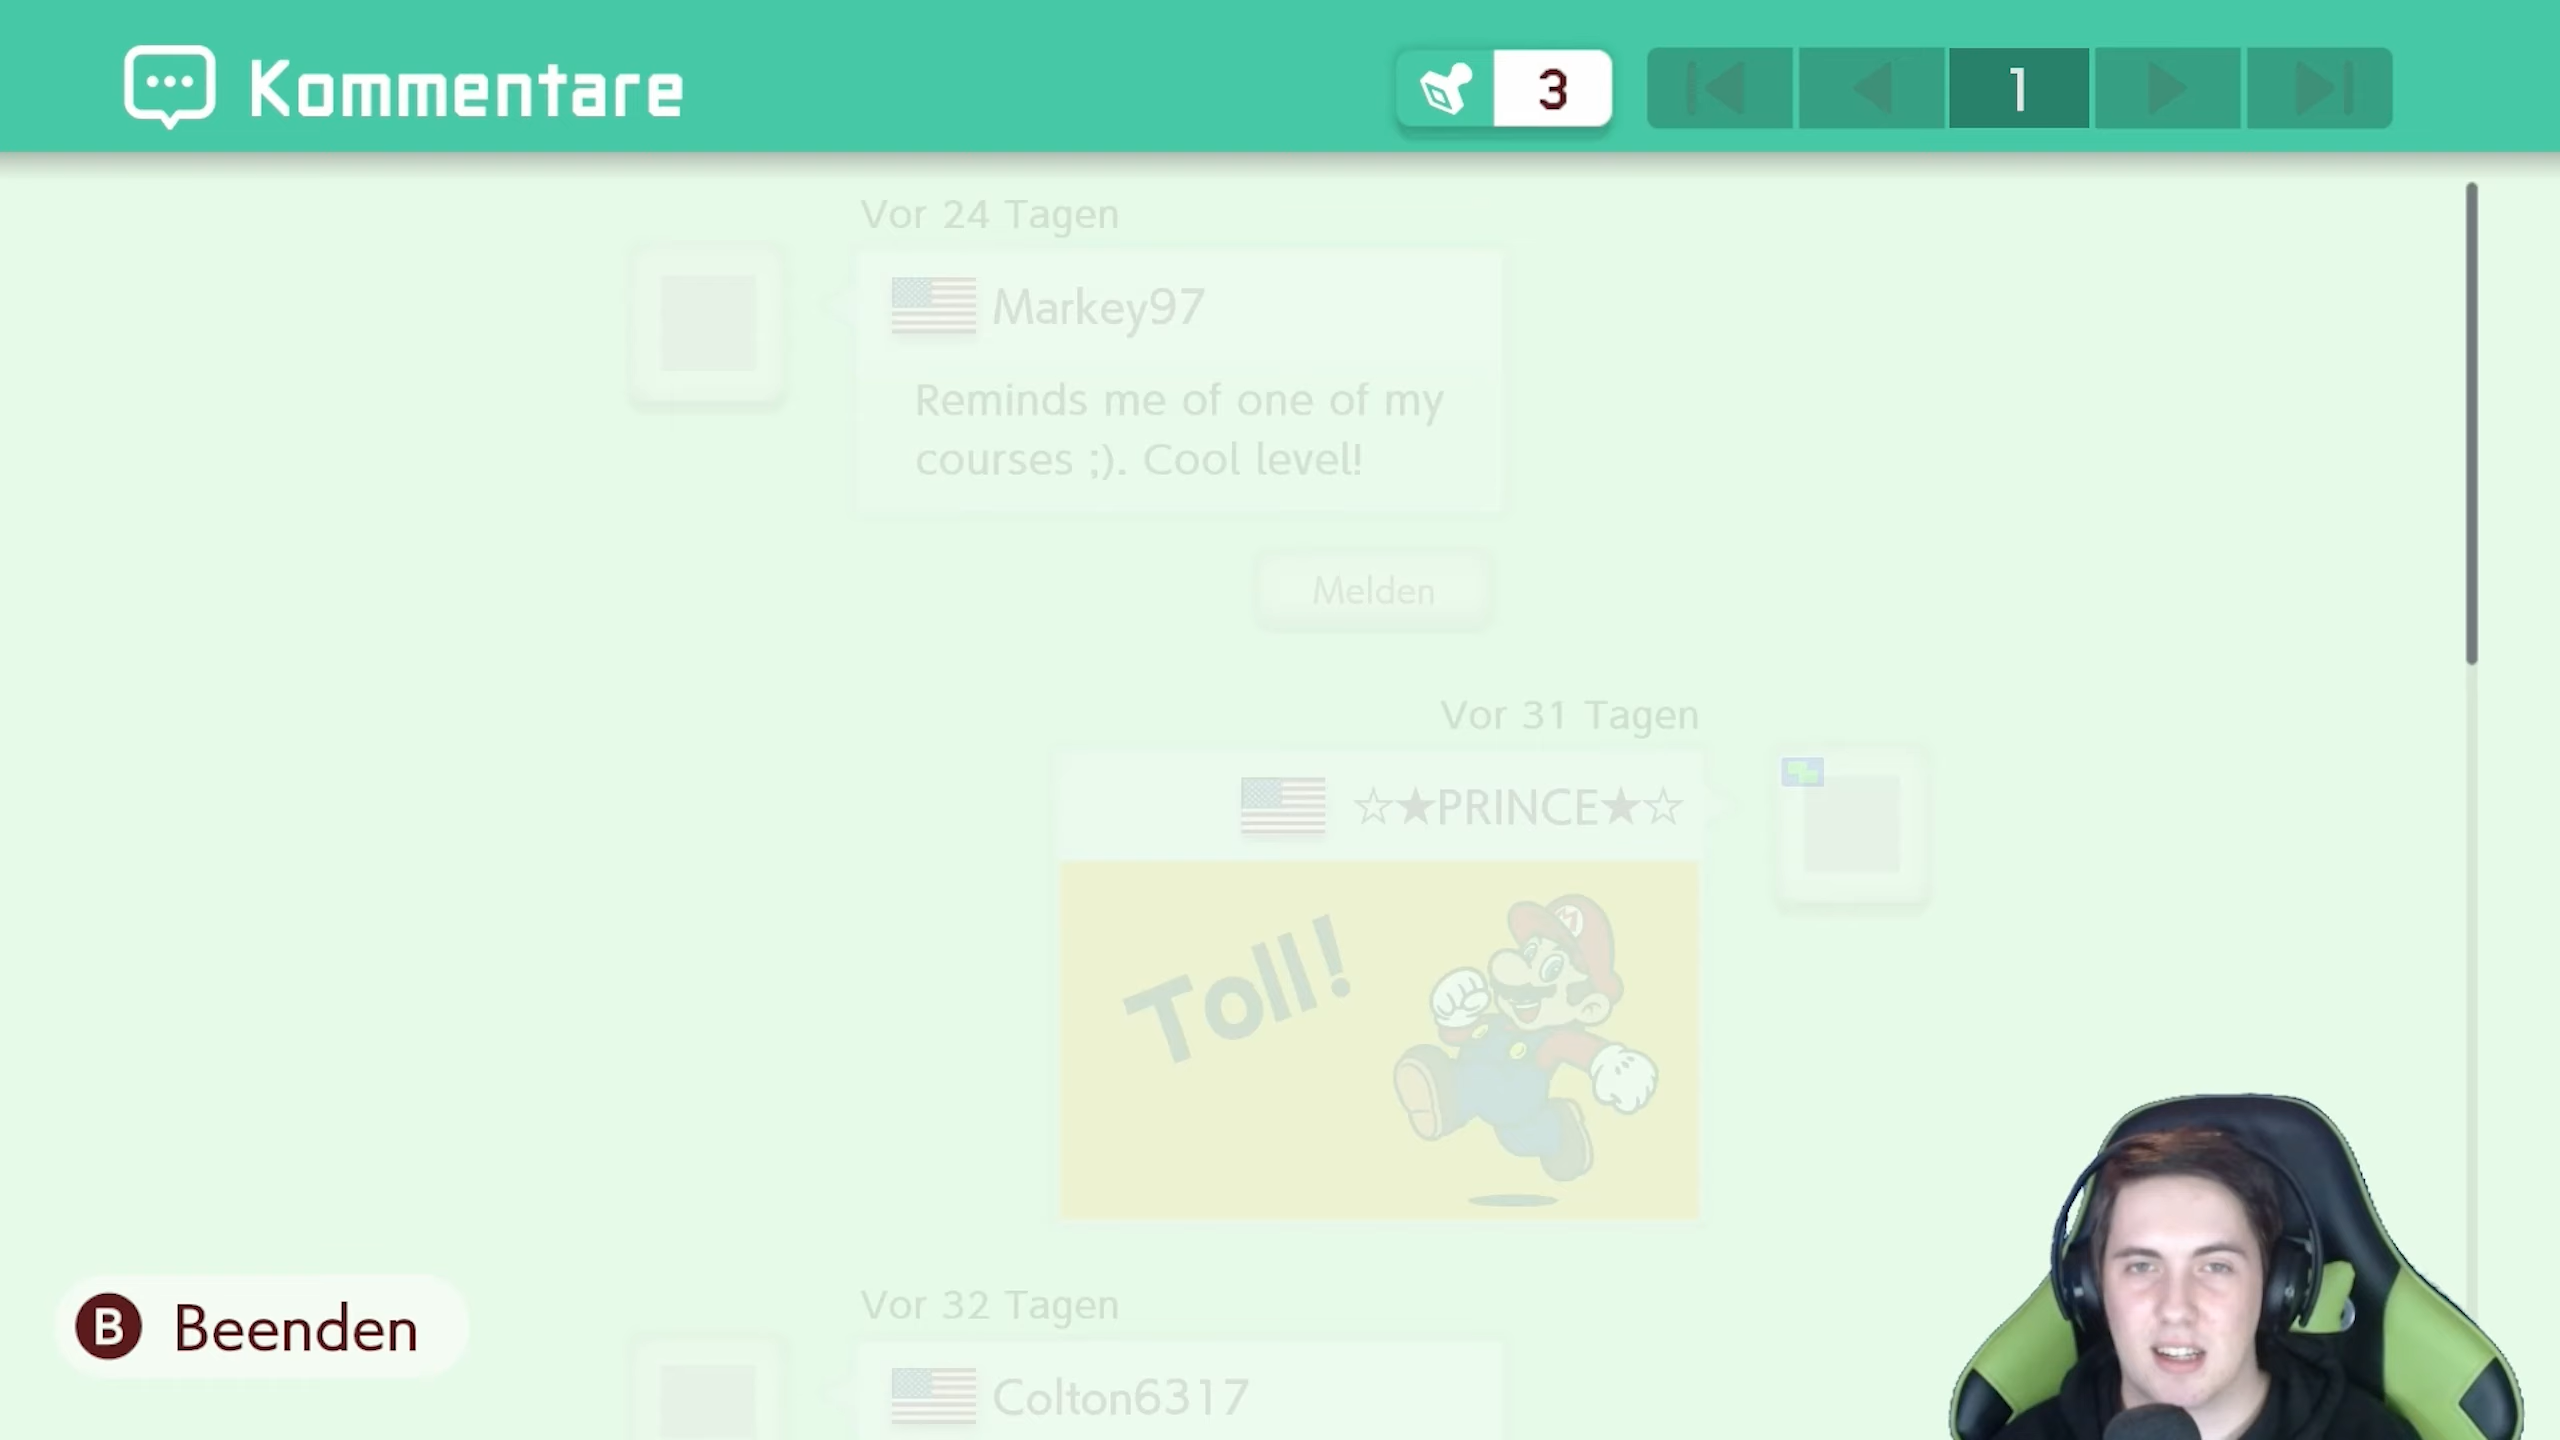 Kommentare
3
1
Vor 24 Tagen
Markey97
Reminds me of one of my
courses ;). Cool level!
Melden
Vor 31 Tagen
☆★PRINCE★☆
Toll!
Vor 32 Tagen
Colton6317
B Beenden